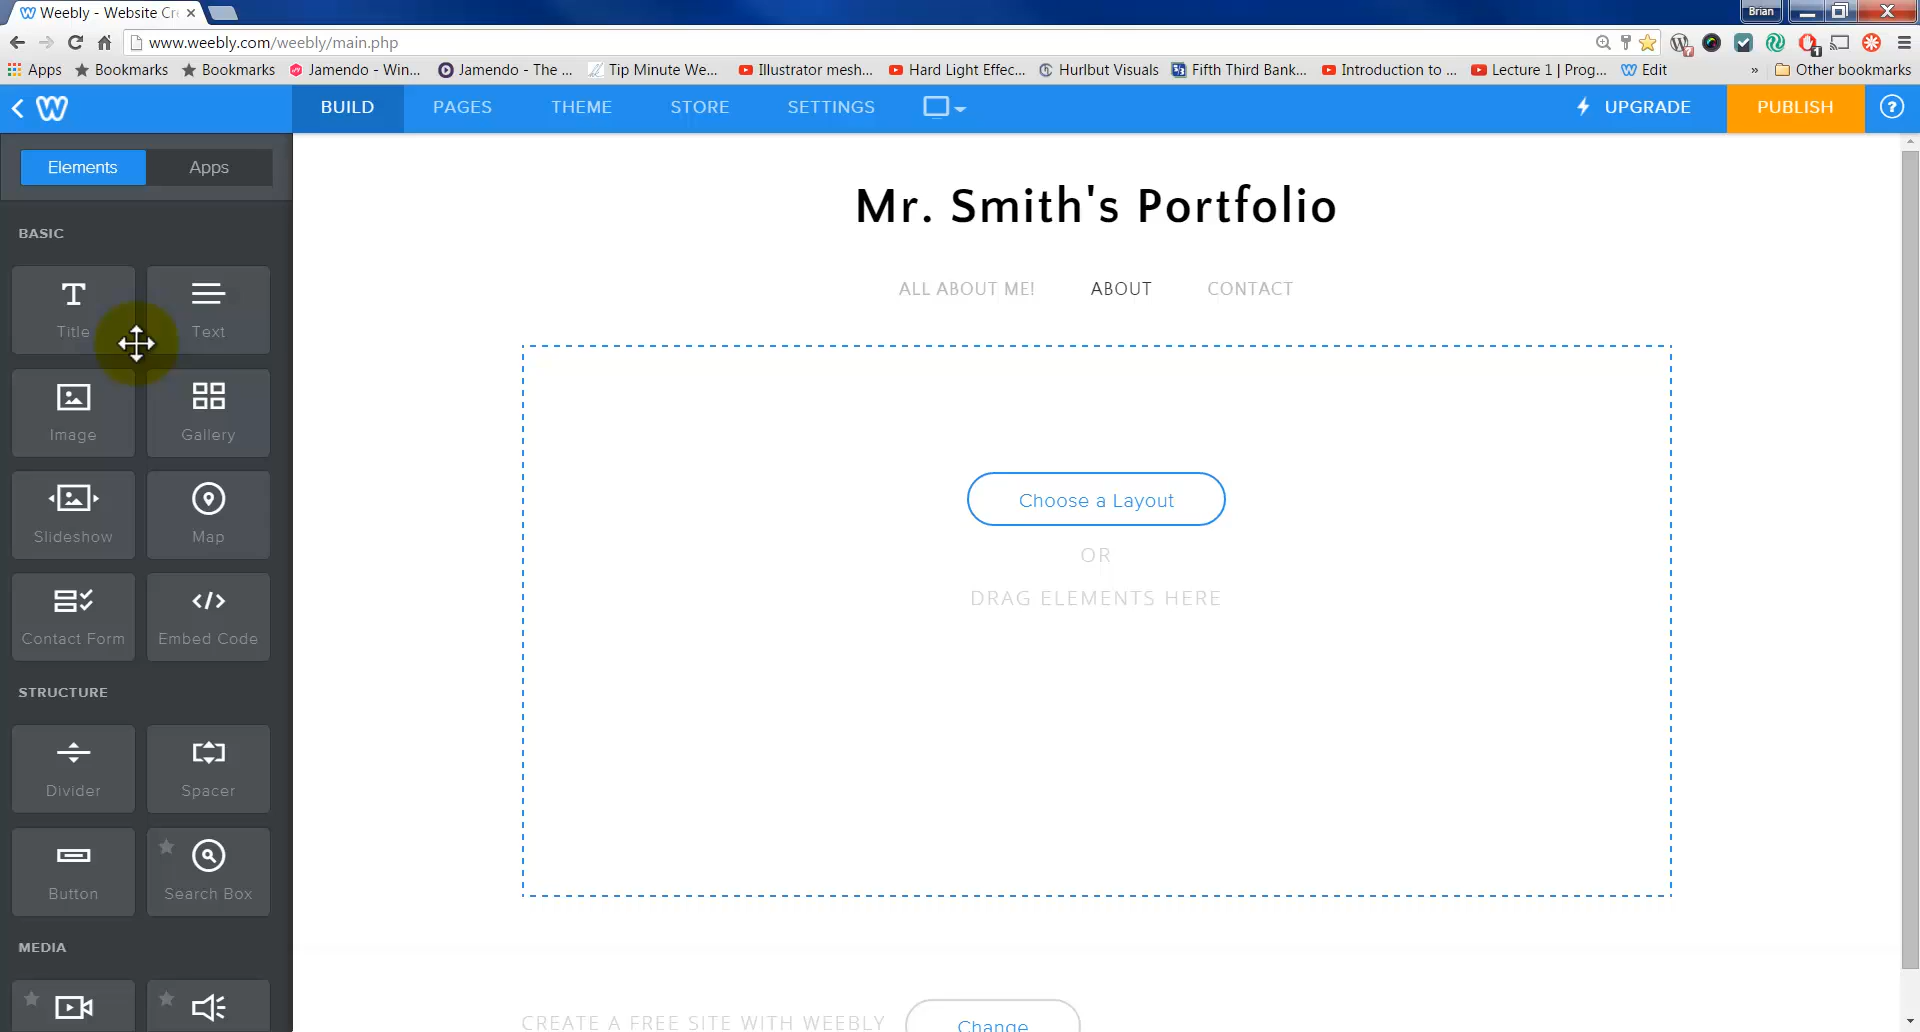 Weebly - Website Cre
Brian
www.weebly.com/weebly/main.php
Apps Bookmarks Bookmarks Jamendo - Win... Jamendo - The ... Tip Minute We... Illustrator mesh... Hard Light Effec... Hurlbut Visuals Fifth Third Bank... Introduction to ... Lecture 1 | Prog... Edit » Other bookmarks
BUILD PAGES THEME STORE SETTINGS UPGRADE PUBLISH ?
Elements Apps
BASIC
Title Text
Image Gallery
Slideshow Map
Contact Form Embed Code
STRUCTURE
Divider Spacer
Button Search Box
MEDIA
Mr. Smith's Portfolio
ALL ABOUT ME! ABOUT CONTACT
Choose a Layout
OR
DRAG ELEMENTS HERE
CREATE A FREE SITE WITH WEEBLY Change